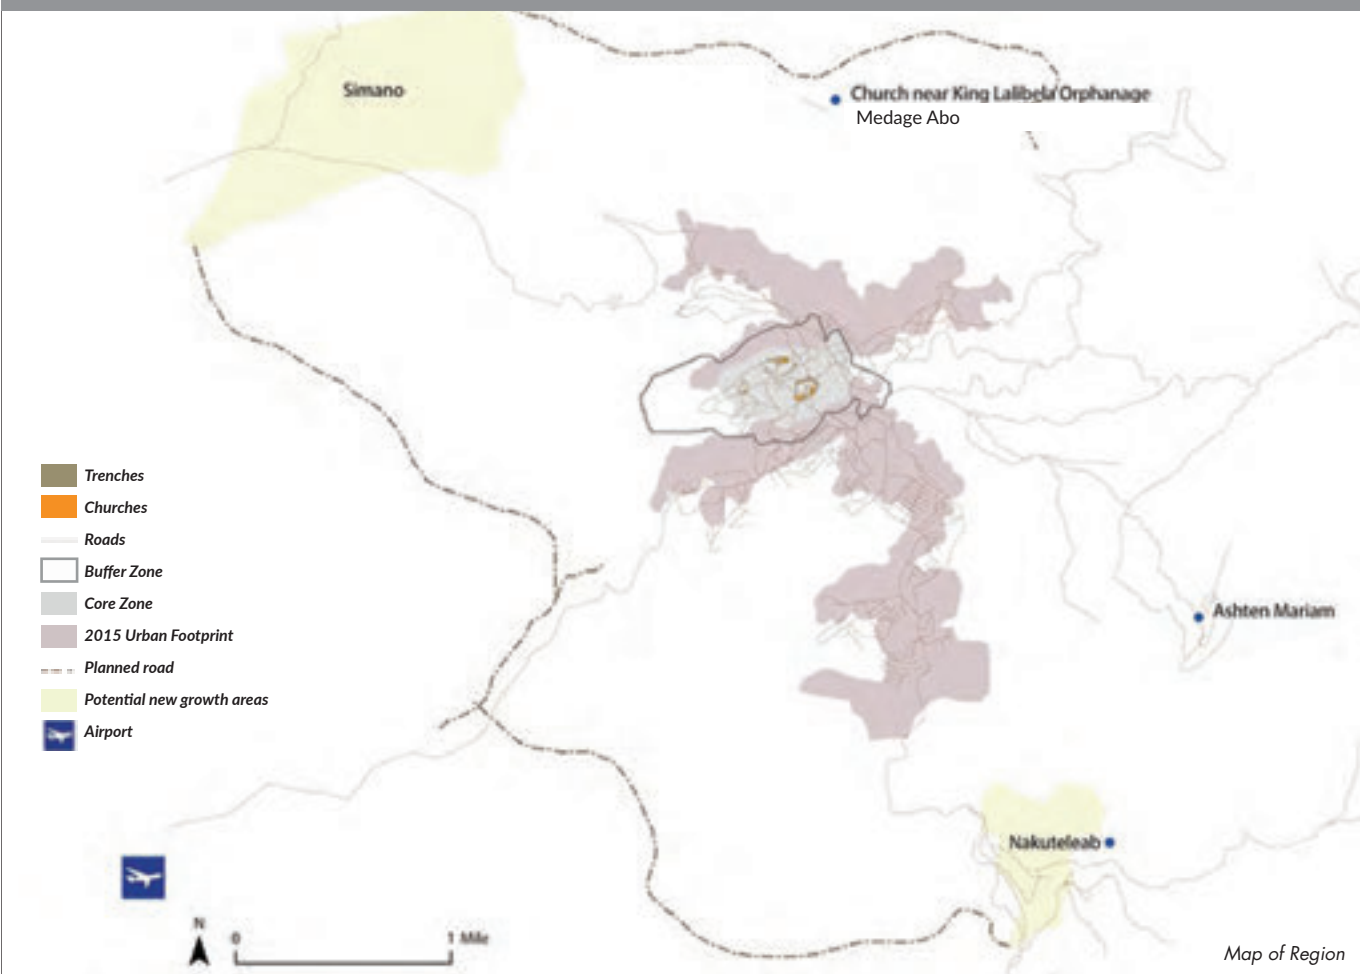 Simano
Church near King Lalibela Orphanage
Medage Abo
Trenches
Churches
Roads
Buffer Zone
Core Zone
2015 Urban Footprint
Planned road
Potential new growth areas
Airport
Ashten Mariam
Nakuteleab
N
0 1 Mile
Map of Region